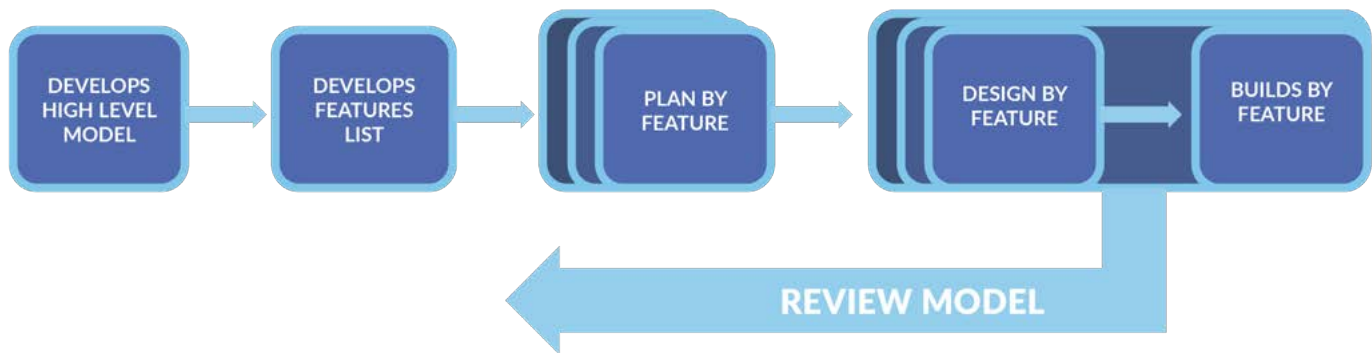 DEVELOPS
HIGH LEVEL
MODEL
DEVELOPS
FEATURES
LIST
PLAN BY
FEATURE
DESIGN BY
FEATURE
BUILDS BY
FEATURE
REVIEW MODEL